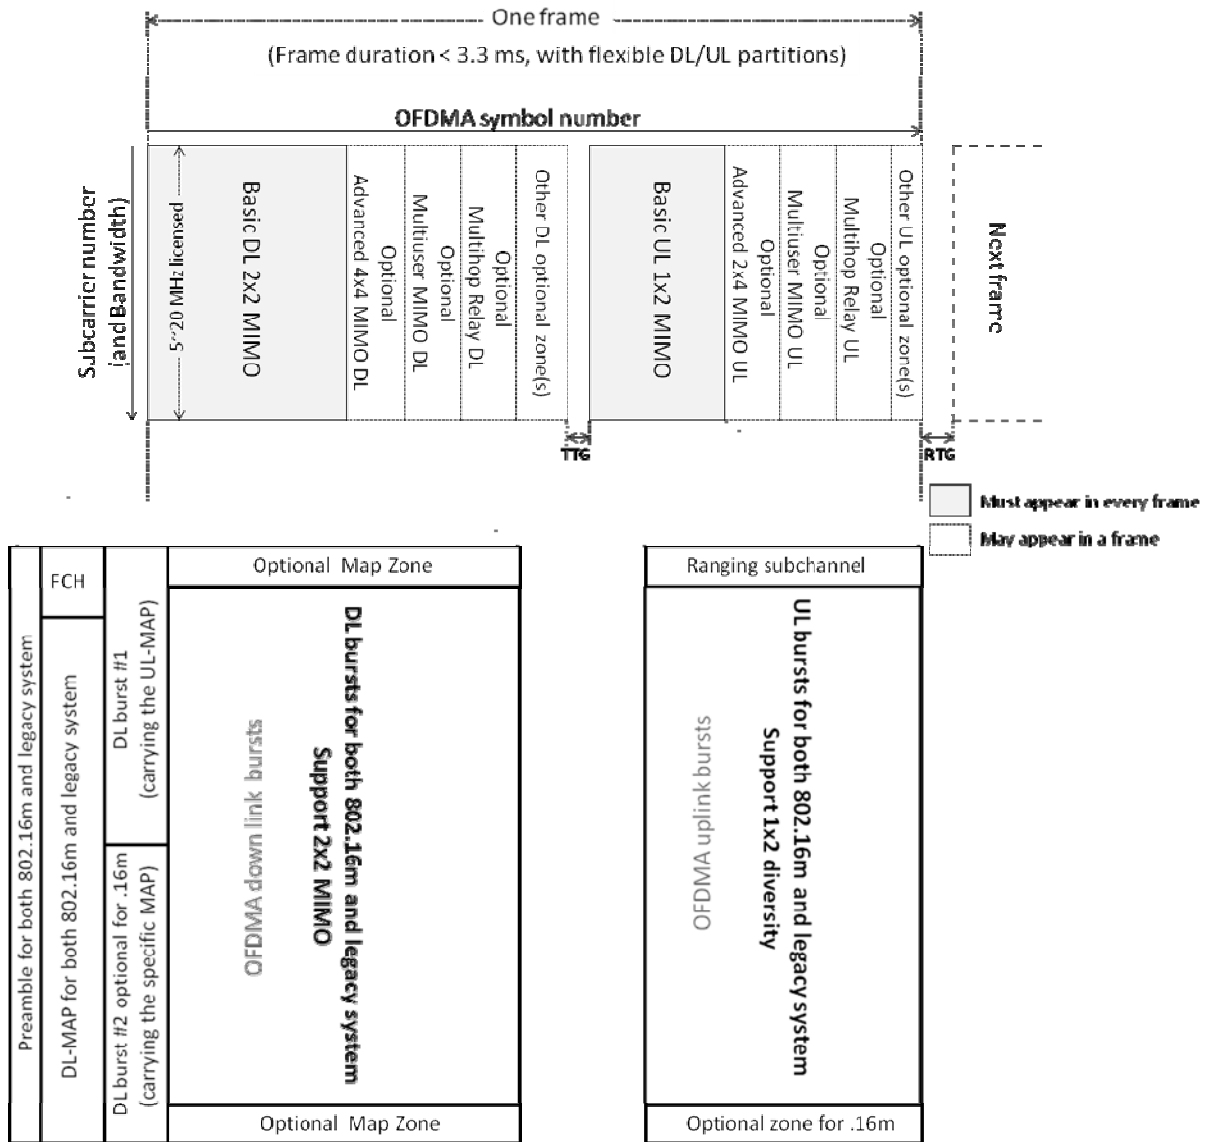 One frame
(Frame duration < 3.3 ms, with flexible DL/UL partitions)
OFDMA symbol number
Subcarrier number
(and Bandwidth)
5~20 MHz licensed
Basic DL 2x2 MIMO
Optional
Advanced 4x4 MIMO DL
Optional
Multiuser MIMO DL
Optional
Multihop Relay DL
Other DL optional zone(s)
TTG
Basic UL 1x2 MIMO
Optional
Advanced 2x4 MIMO UL
Optional
Multiuser MIMO UL
Optional
Multihop Relay UL
Other UL optional zone(s)
RTG
Next frame
Must appear in every frame
May appear in a frame
Preamble for both 802.16m and legacy system
FCH
DL-MAP for both 802.16m and legacy system
DL burst #1
(carrying the UL-MAP)
DL burst #2 optional for .16m
(carrying the specific MAP)
Optional Map Zone
DL bursts for both 802.16m and legacy system
Support 2x2 MIMO
OFDMA down link bursts
Optional Map Zone
Ranging subchannel
UL bursts for both 802.16m and legacy system
Support 1x2 diversity
OFDMA uplink bursts
Optional zone for .16m